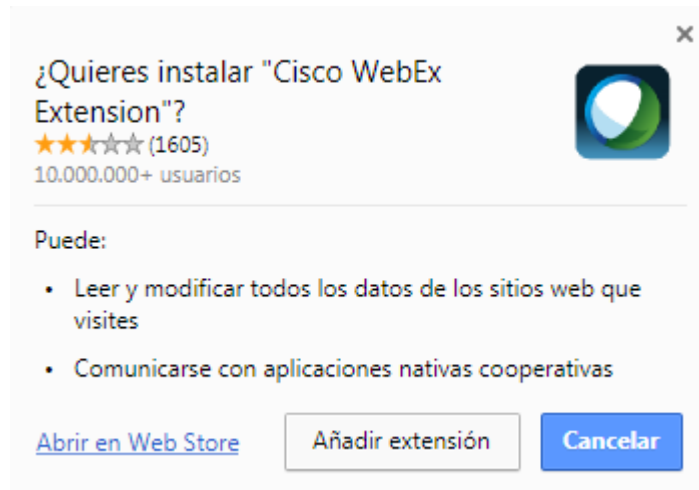 ¿Quieres instalar "Cisco WebEx
Extension"?
(1605)
10.000.000+ usuarios
Puede:
• Leer y modificar todos los datos de los sitios web que
visites
• Comunicarse con aplicaciones nativas cooperativas
Abrir en Web Store
Añadir extensión
Cancelar